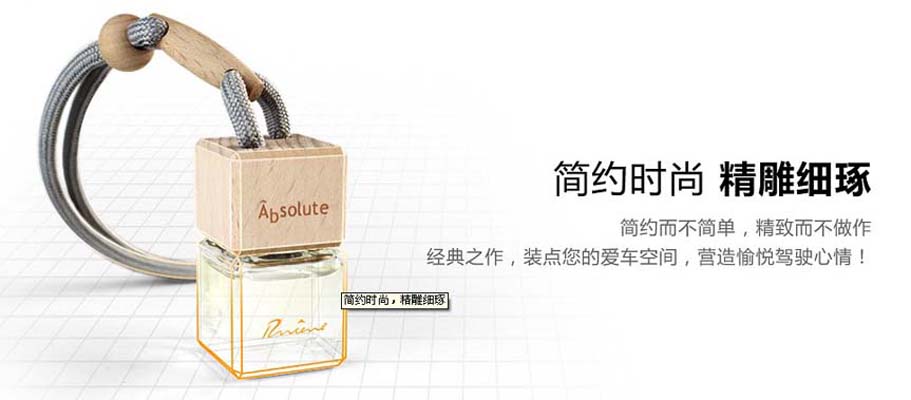 Âbsolute
简约时尚 精雕细琢
简约而不简单，精致而不做作
经典之作，装点您的爱车空间，营造愉悦驾驶心情！
简约时尚，精雕细琢